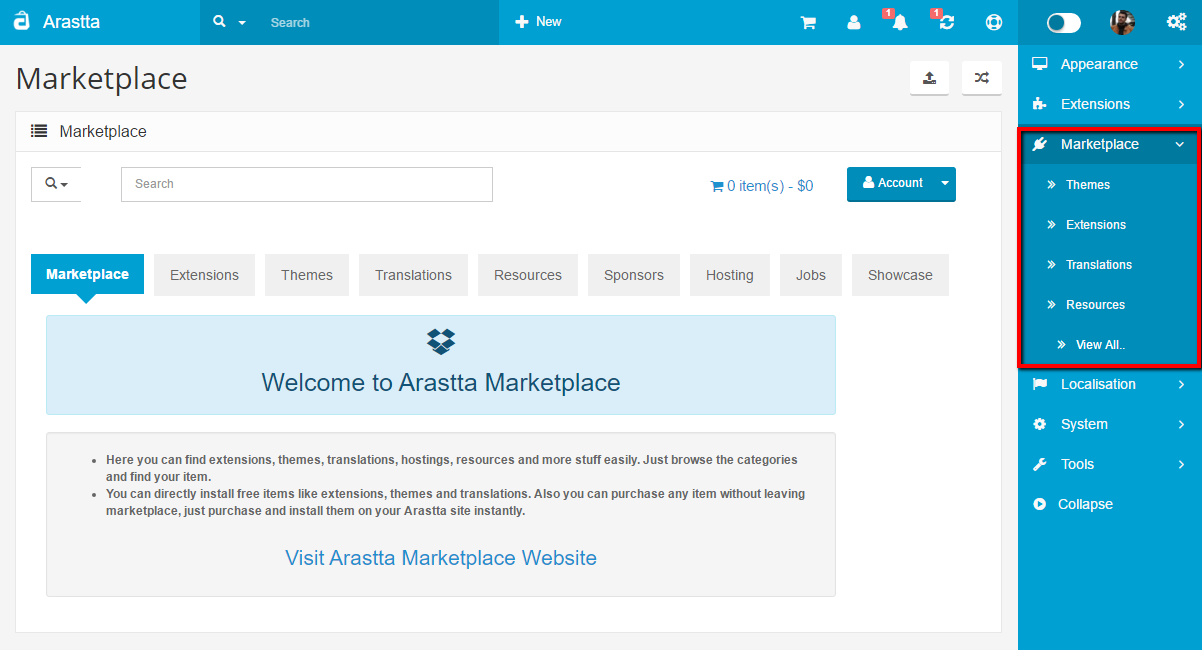 Arastta
Search
New
1
1
Marketplace
Marketplace
Search
0 item(s) - $0
Account
Marketplace
Extensions
Themes
Translations
Resources
Sponsors
Hosting
Jobs
Showcase
Welcome to Arastta Marketplace
Here you can find extensions, themes, translations, hostings, resources and more stuff easily. Just browse the categories
and find your item.
You can directly install free items like extensions, themes and translations. Also you can purchase any item without leaving
marketplace, just purchase and install them on your Arastta site instantly.
Visit Arastta Marketplace Website
Appearance
Extensions
Marketplace
Themes
Extensions
Translations
Resources
View All..
Localisation
System
Tools
Collapse